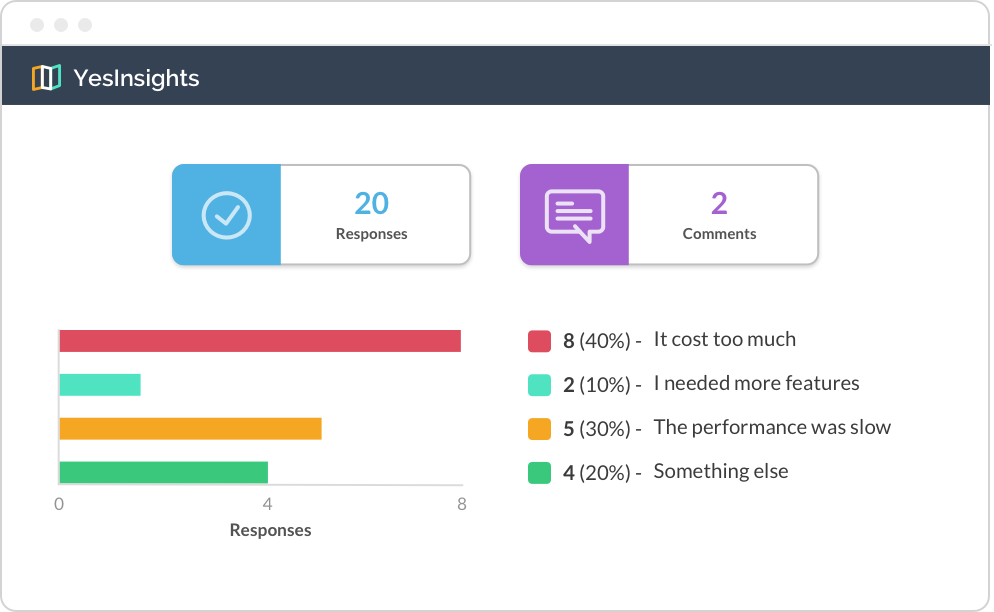 YesInsights
20
Responses
2
Comments
8 (40%) - It cost too much
2 (10%) - I needed more features
5 (30%) - The performance was slow
4 (20%) - Something else
0 4 8
Responses